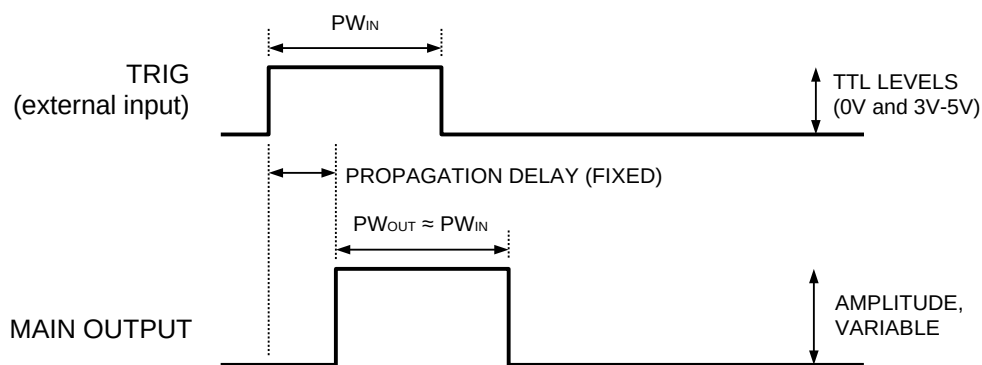 PWIN
TRIG
(external input)
TTL LEVELS
(0V and 3V-5V)
PROPAGATION DELAY (FIXED)
PWOUT ≈ PWIN
MAIN OUTPUT
AMPLITUDE,
VARIABLE